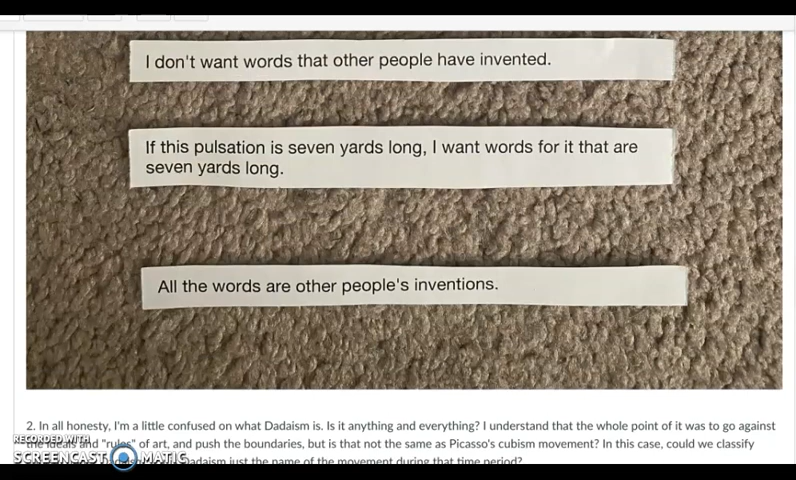 I don't want words that other people have invented.
If this pulsation is seven yards long, I want words for it that are
seven yards long.
All the words are other people's inventions.
2. In all honesty, I'm a little confused on what Dadaism is. Is it anything and everything? I understand that the whole point of it was to go against
the ideals and "rules" of art, and push the boundaries, but is that not the same as Picasso's cubism movement? In this case, could we classify
adaism just the name of the movement during that time period?
RECORDED WITH
SCREENCAST MATIC